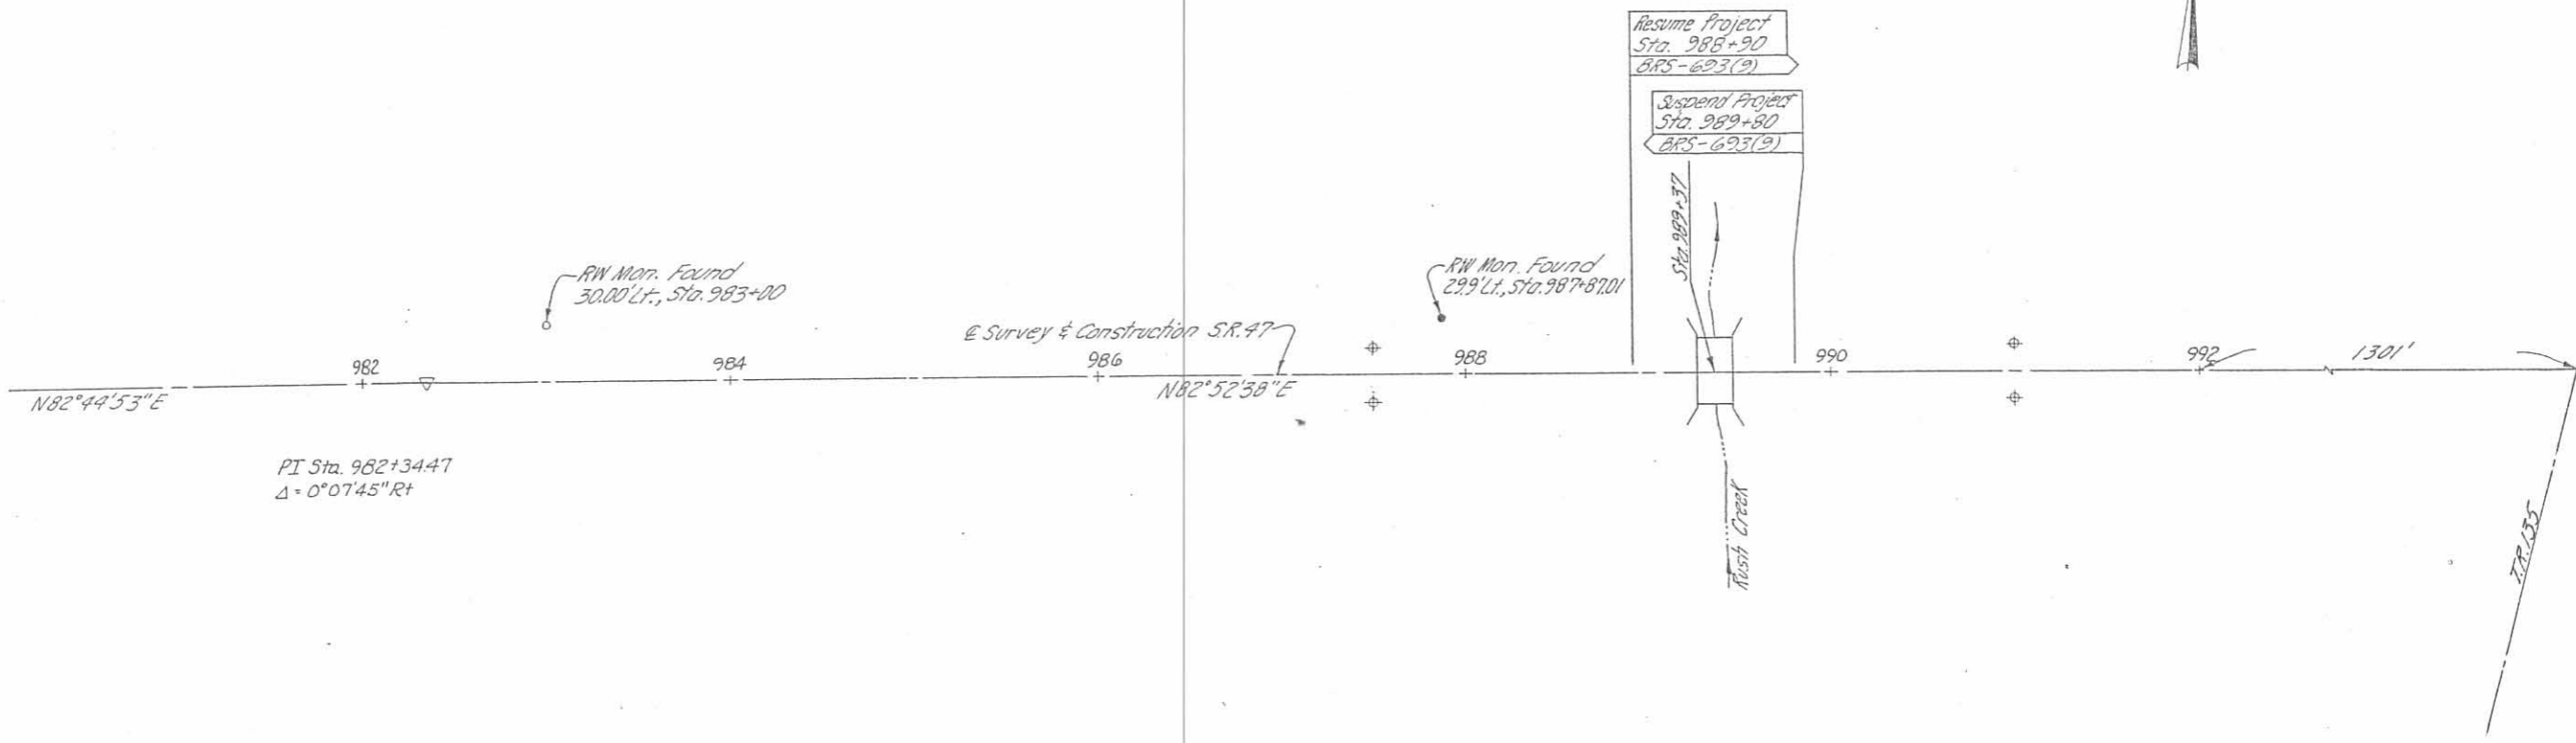 Resume Project
Sta. 988+90
BRS-693(9)
Suspend Project
Sta. 989+80
BRS-693(9)
Sta. 989+37
RW Mon. Found
30.00' Lt., Sta. 983+00
RW Mon. Found
29.9' Lt., Sta. 987+87.01
℄ Survey & Construction S.R. 47
982
984
986
988
990
992
1301'
N82°44'53"E
N82°52'38"E
PI Sta. 982+34.47
Δ = 0°07'45" Rt
Rush Creek
T.R. 135